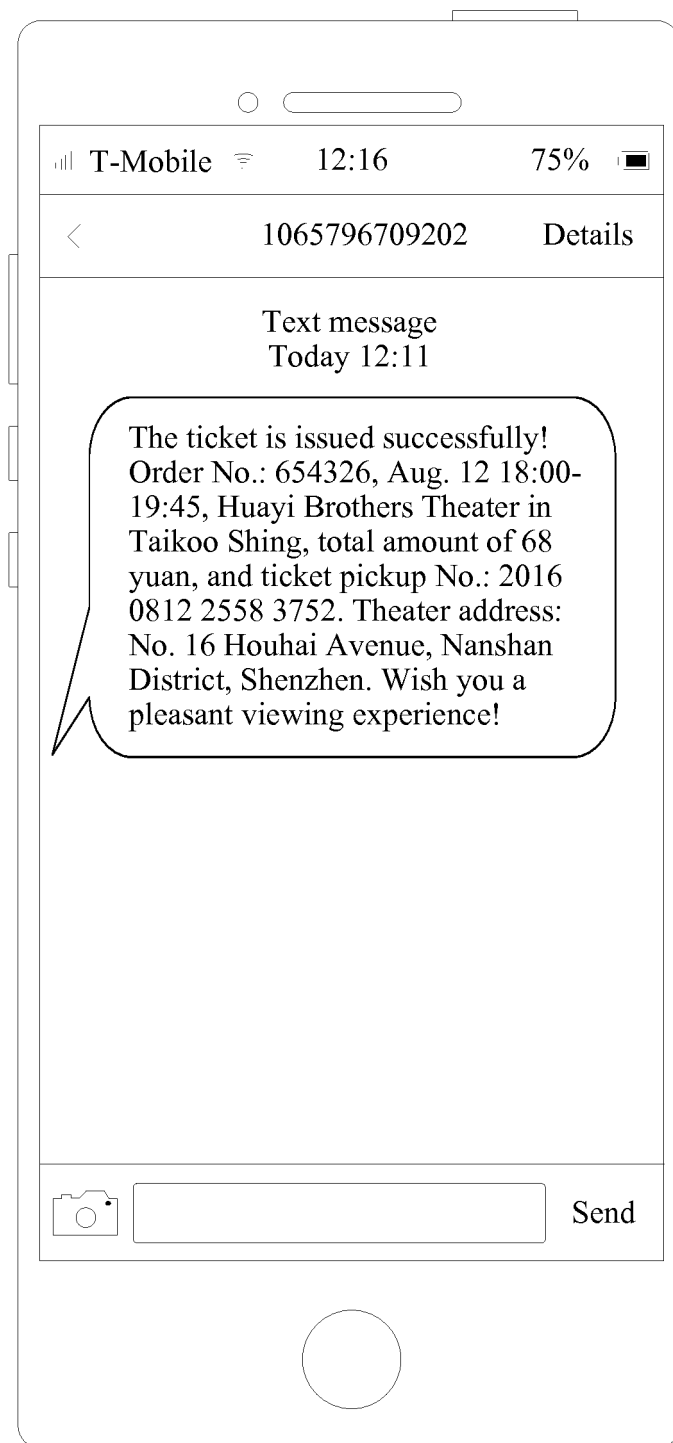 T-Mobile 12:16 75%
1065796709202 Details
Text message
Today 12:11
The ticket is issued successfully!
Order No.: 654326, Aug. 12 18:00-
19:45, Huayi Brothers Theater in
Taikoo Shing, total amount of 68
yuan, and ticket pickup No.: 2016
0812 2558 3752. Theater address:
No. 16 Houhai Avenue, Nanshan
District, Shenzhen. Wish you a
pleasant viewing experience!
Send